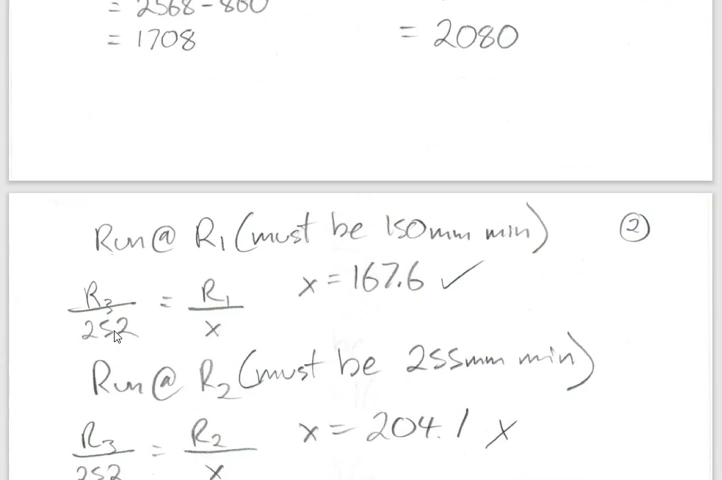 = 2568 - 860
= 1708
= 2080
Run @ R1 (must be 150mm min) ②
R3/252 = R1/x x = 167.6 ✓
Run @ R2 (must be 255mm min)
R3/252 = R2/x x = 204.1 X